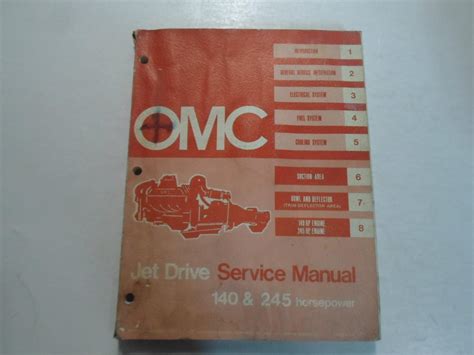 INTRODUCTION 1
GENERAL SERVICE INFORMATION 2
ELECTRICAL SYSTEM 3
FUEL SYSTEM 4
COOLING SYSTEM 5
SUCTION AREA 6
BOWL AND DEFLECTOR 7
140 HP ENGINE
245 HP ENGINE 8
OMC
Jet Drive Service Manual
140 & 245 horsepower